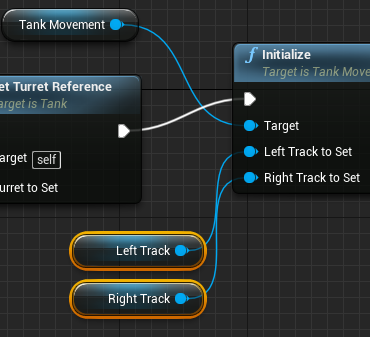 Tank Movement
Initialize
Target is Tank Move
et Turret Reference
arget is Tank
Target
arget self
Left Track to Set
urret to Set
Right Track to Set
Left Track
Right Track